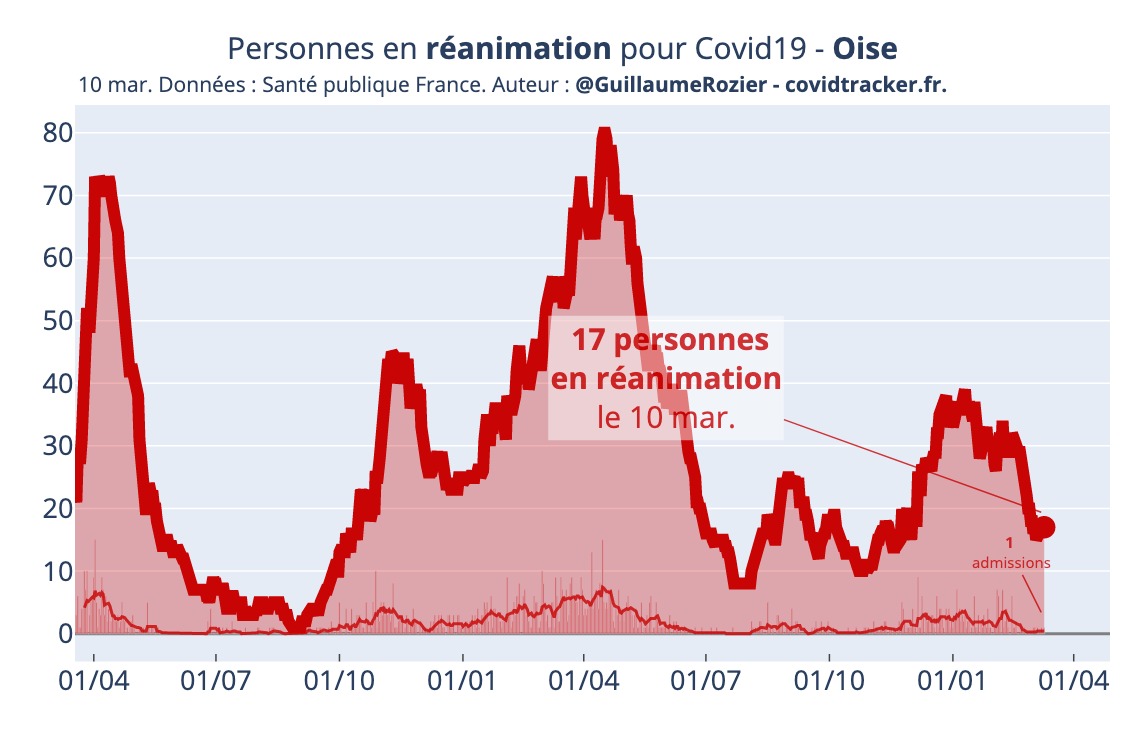 Personnes en réanimation pour Covid19 - Oise
10 mar. Données : Santé publique France. Auteur : @GuillaumeRozier - covidtracker.fr.
80
70
60
50
40
30
20
10
0
17 personnes
en réanimation
le 10 mar.
1
admissions
01/04 01/07 01/10 01/01 01/04 01/07 01/10 01/01 01/04